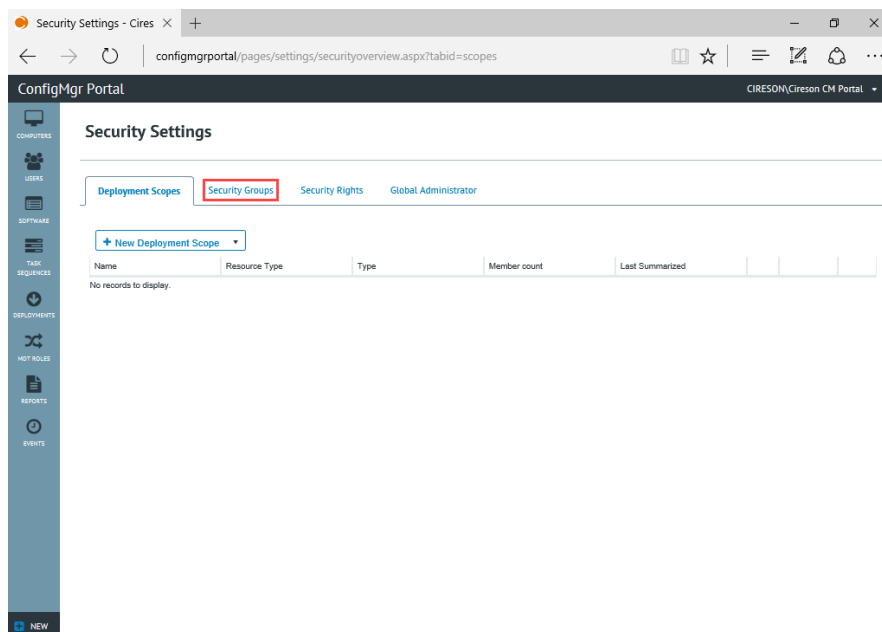 Security Settings - Cires
configmgrportal/pages/settings/securityoverview.aspx?tabid=scopes
ConfigMgr Portal
CIRESON\Cireson CM Portal
COMPUTERS
USERS
SOFTWARE
TASK
SEQUENCES
DEPLOYMENTS
MDT ROLES
REPORTS
EVENTS
NEW
Security Settings
Deployment Scopes Security Groups Security Rights Global Administrator
+ New Deployment Scope
Name Resource Type Type Member count Last Summarized
No records to display.